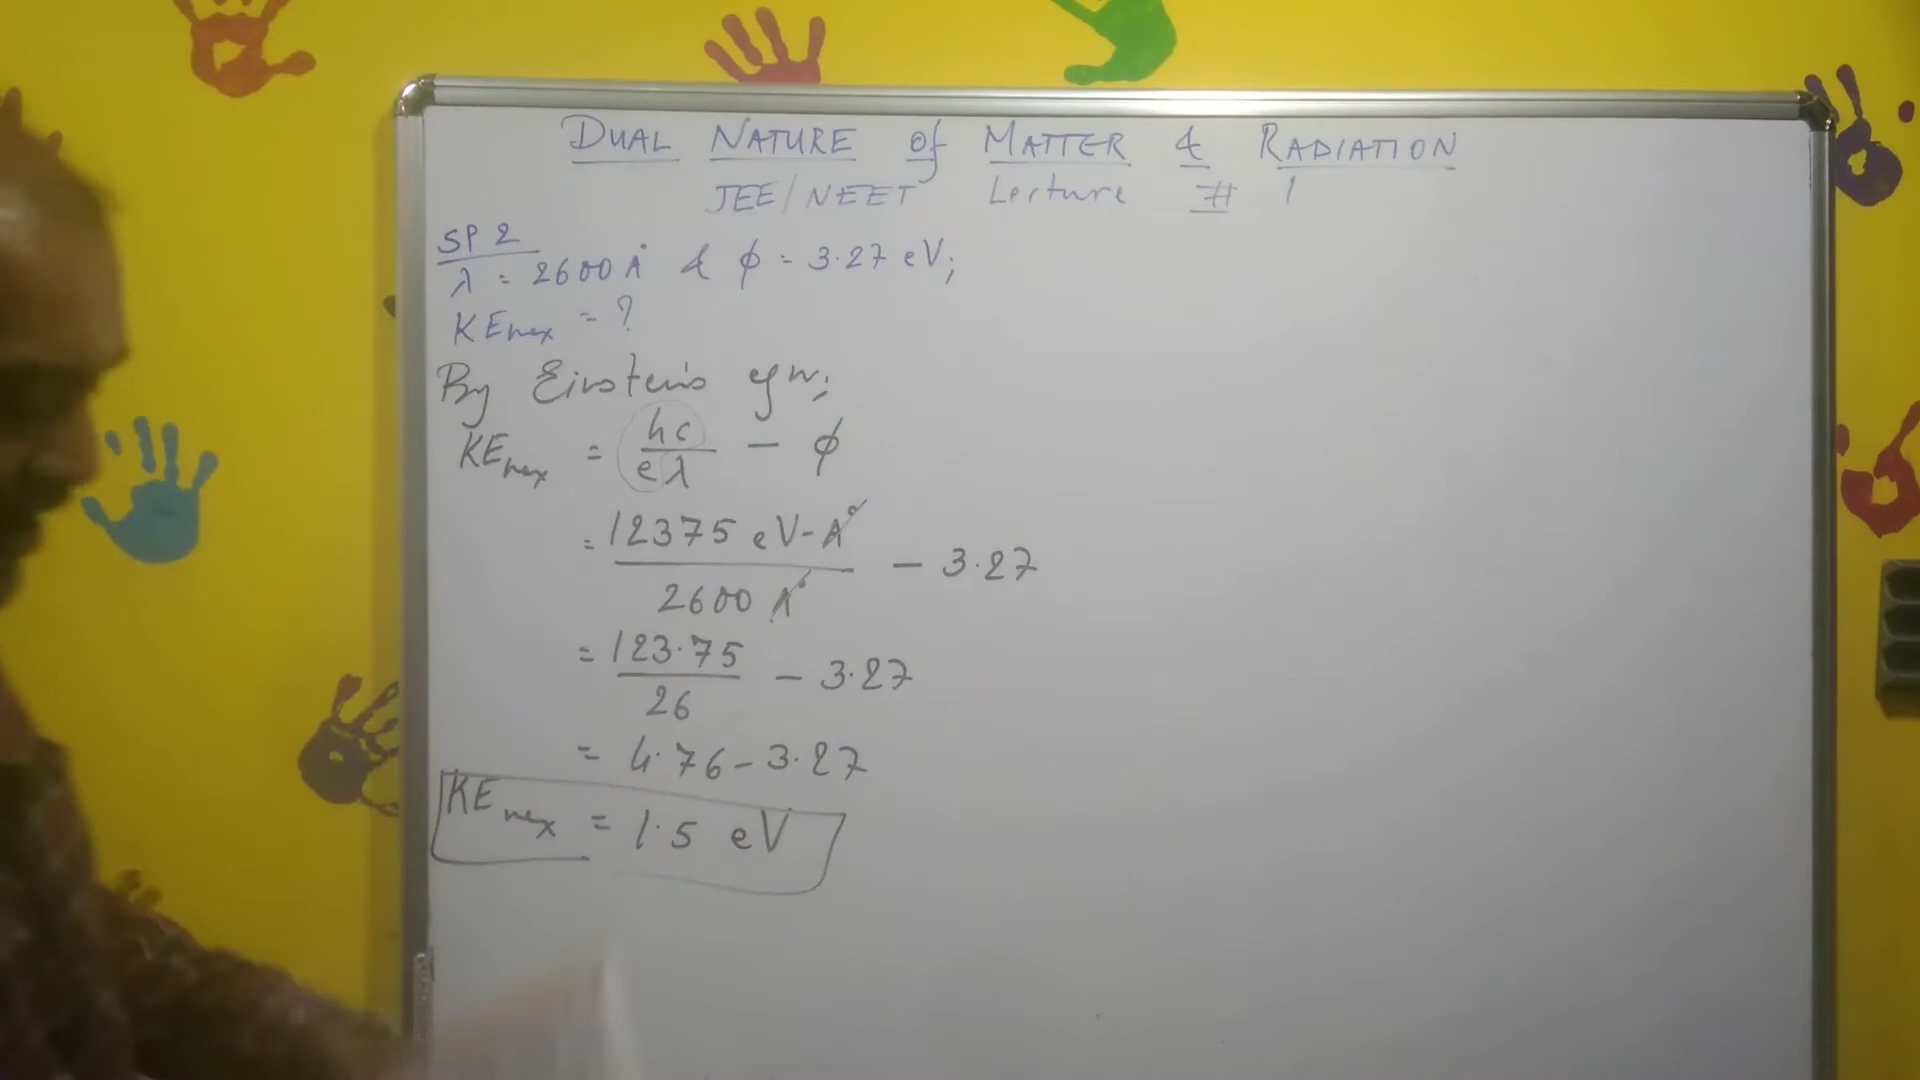 DUAL NATURE of MATTER & RADIATION
JEE/NEET Lecture # 1
SP 2
λ = 2600 Å & φ = 3.27 eV;
KEmax = ?
By Einstein's eqn;
KEmax = hc/eλ - φ
= 12375 eV-A°/2600 A° - 3.27
= 123.75/26 - 3.27
= 4.76 - 3.27
KEmax = 1.5 eV